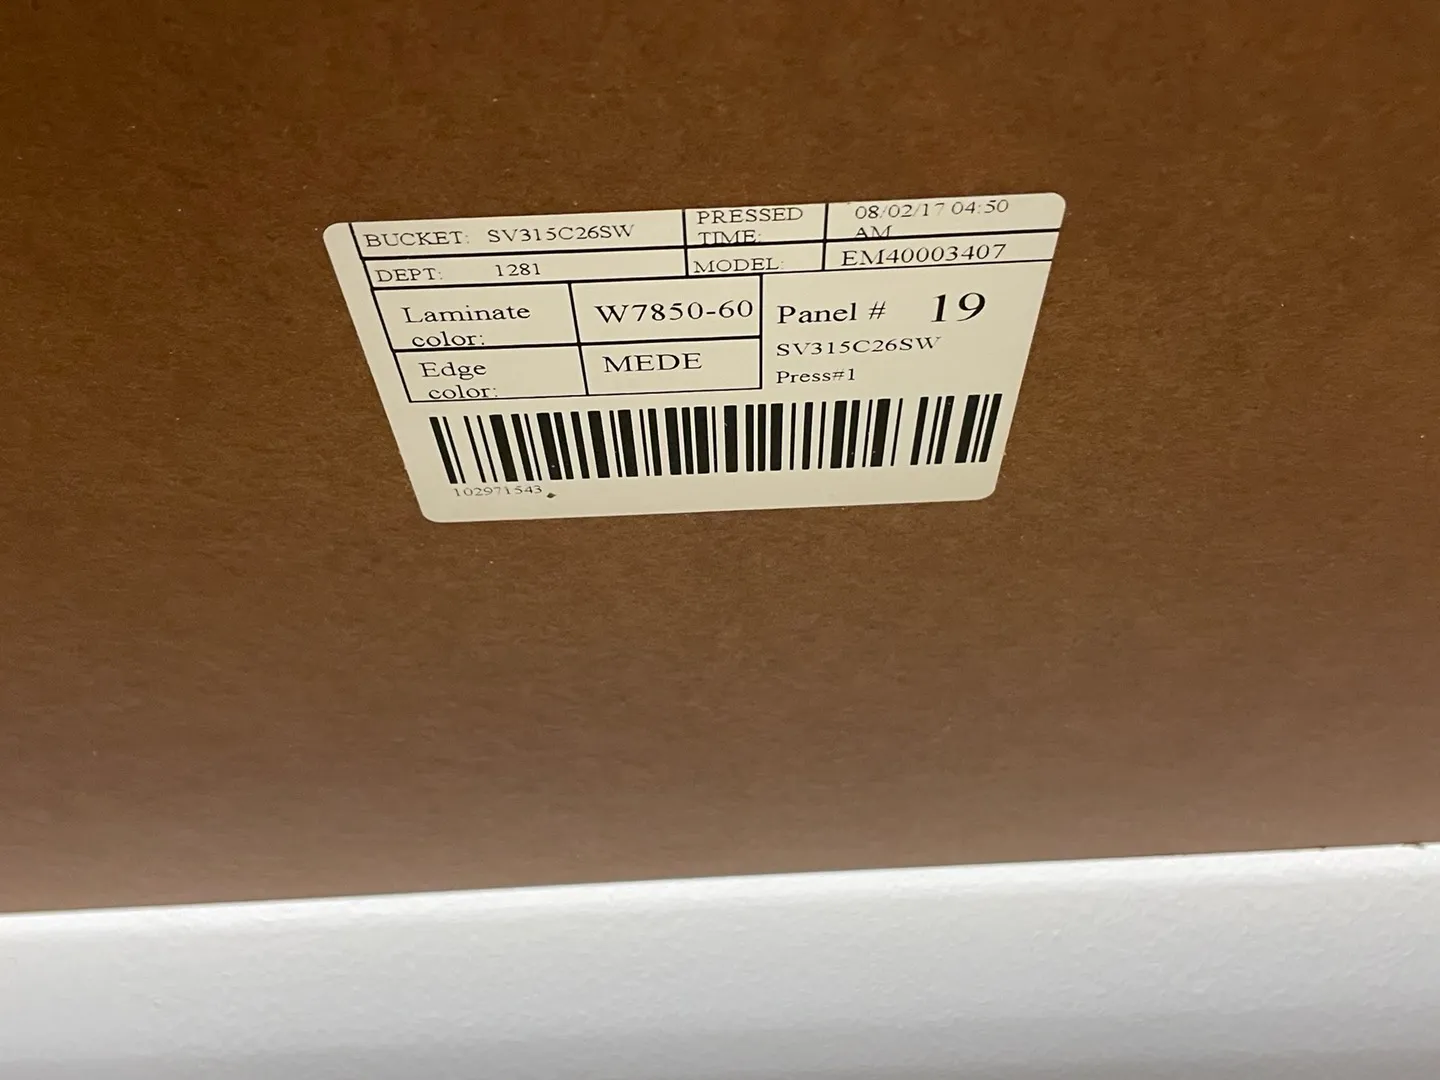 BUCKET: SV315C26SW
PRESSED TIME: 08/02/17 04:50 AM
DEPT: 1281
MODEL: EM40003407
Laminate color: W7850-60
Edge color: MEDE
Panel # 19
SV315C26SW
Press#1
102971543